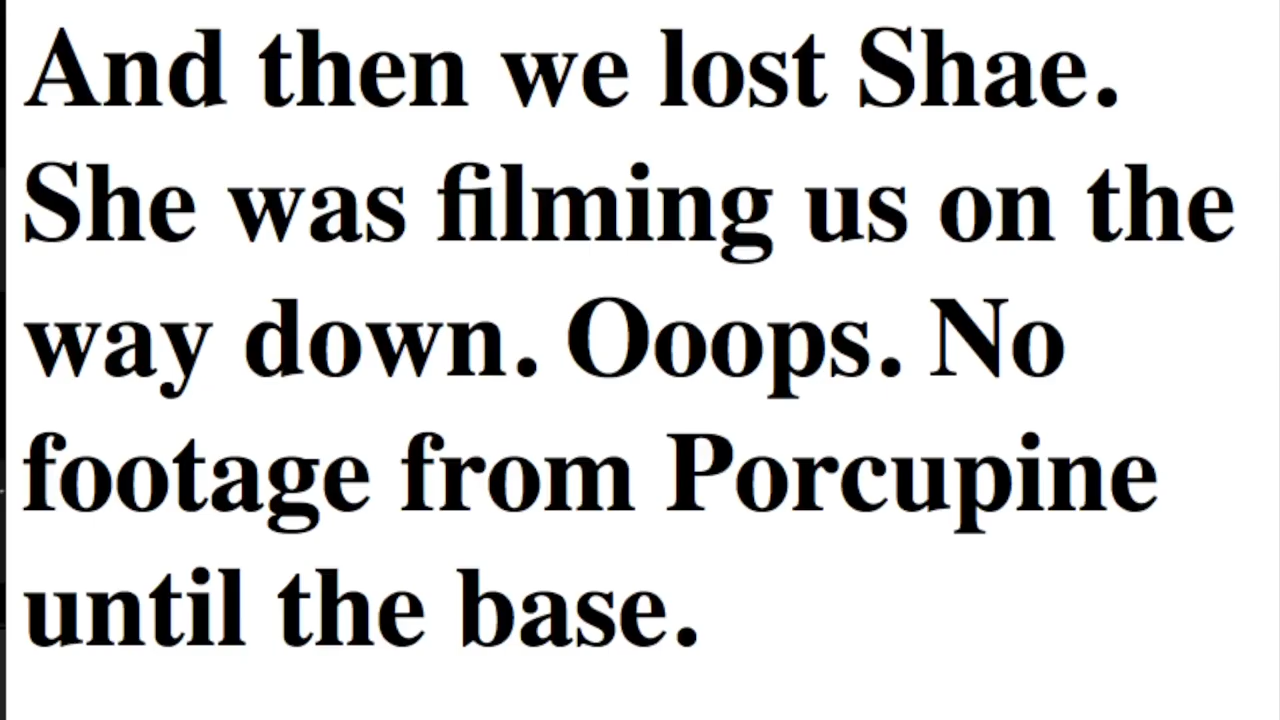 And then we lost Shae.
She was filming us on the
way down. Ooops. No
footage from Porcupine
until the base.